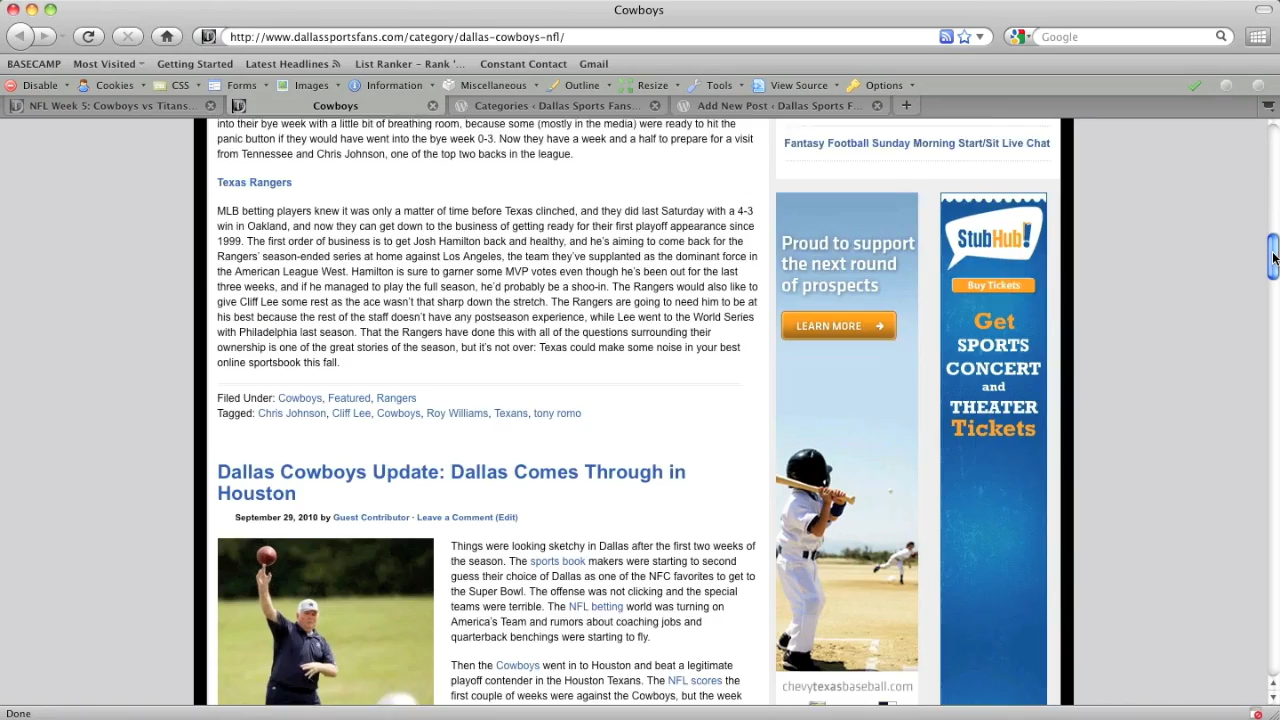 Cowboys
http://www.dallassportsfans.com/category/dallas-cowboys-nfl/
Google
BASECAMP Most Visited Getting Started Latest Headlines List Ranker - Rank '... Constant Contact Gmail
Disable Cookies CSS Forms Images Information Miscellaneous Outline Resize Tools View Source Options
NFL Week 5: Cowboys vs Titans... Cowboys Categories ‹ Dallas Sports Fans... Add New Post ‹ Dallas Sports F...
into their bye week with a little bit of breathing room, because some (mostly in the media) were ready to hit the
panic button if they would have went into the bye week 0-3. Now they have a week and a half to prepare for a visit
from Tennessee and Chris Johnson, one of the top two backs in the league.
Texas Rangers
MLB betting players knew it was only a matter of time before Texas clinched, and they did last Saturday with a 4-3
win in Oakland, and now they can get down to the business of getting ready for their first playoff appearance since
1999. The first order of business is to get Josh Hamilton back and healthy, and he's aiming to come back for the
Rangers' season-ended series at home against Los Angeles, the team they've supplanted as the dominant force in
the American League West. Hamilton is sure to garner some MVP votes even though he's been out for the last
three weeks, and if he managed to play the full season, he'd probably be a shoo-in. The Rangers would also like to
give Cliff Lee some rest as the ace wasn't that sharp down the stretch. The Rangers are going to need him to be at
his best because the rest of the staff doesn't have any postseason experience, while Lee went to the World Series
with Philadelphia last season. That the Rangers have done this with all of the questions surrounding their
ownership is one of the great stories of the season, but it's not over: Texas could make some noise in your best
online sportsbook this fall.
Filed Under: Cowboys, Featured, Rangers
Tagged: Chris Johnson, Cliff Lee, Cowboys, Roy Williams, Texans, tony romo
Dallas Cowboys Update: Dallas Comes Through in
Houston
September 29, 2010 by Guest Contributor · Leave a Comment (Edit)
Things were looking sketchy in Dallas after the first two weeks of
the season. The sports book makers were starting to second
guess their choice of Dallas as one of the NFC favorites to get to
the Super Bowl. The offense was not clicking and the special
teams were terrible. The NFL betting world was turning on
America's Team and rumors about coaching jobs and
quarterback benchings were starting to fly.
Then the Cowboys went in to Houston and beat a legitimate
playoff contender in the Houston Texans. The NFL scores the
first couple of weeks were against the Cowboys, but the week
Fantasy Football Sunday Morning Start/Sit Live Chat
Proud to support
the next round
of prospects
LEARN MORE
chevytexasbaseball.com
StubHub!
Buy Tickets
Get
SPORTS
CONCERT
and
THEATER
Tickets
Done